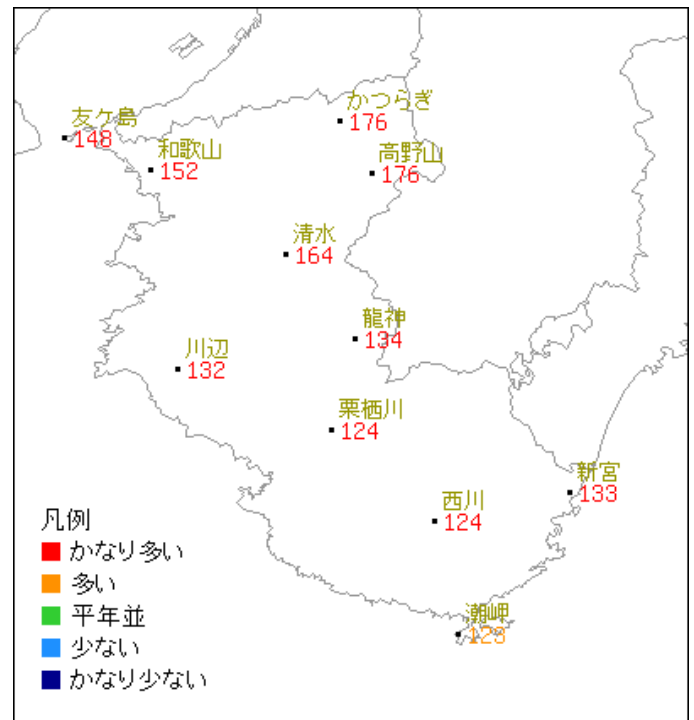 かつらぎ
176
友ケ島
148
和歌山
152
高野山
176
清水
164
龍神
134
川辺
132
栗栖川
124
新宮
133
西川
124
潮岬
123
凡例
かなり多い
多い
平年並
少ない
かなり少ない